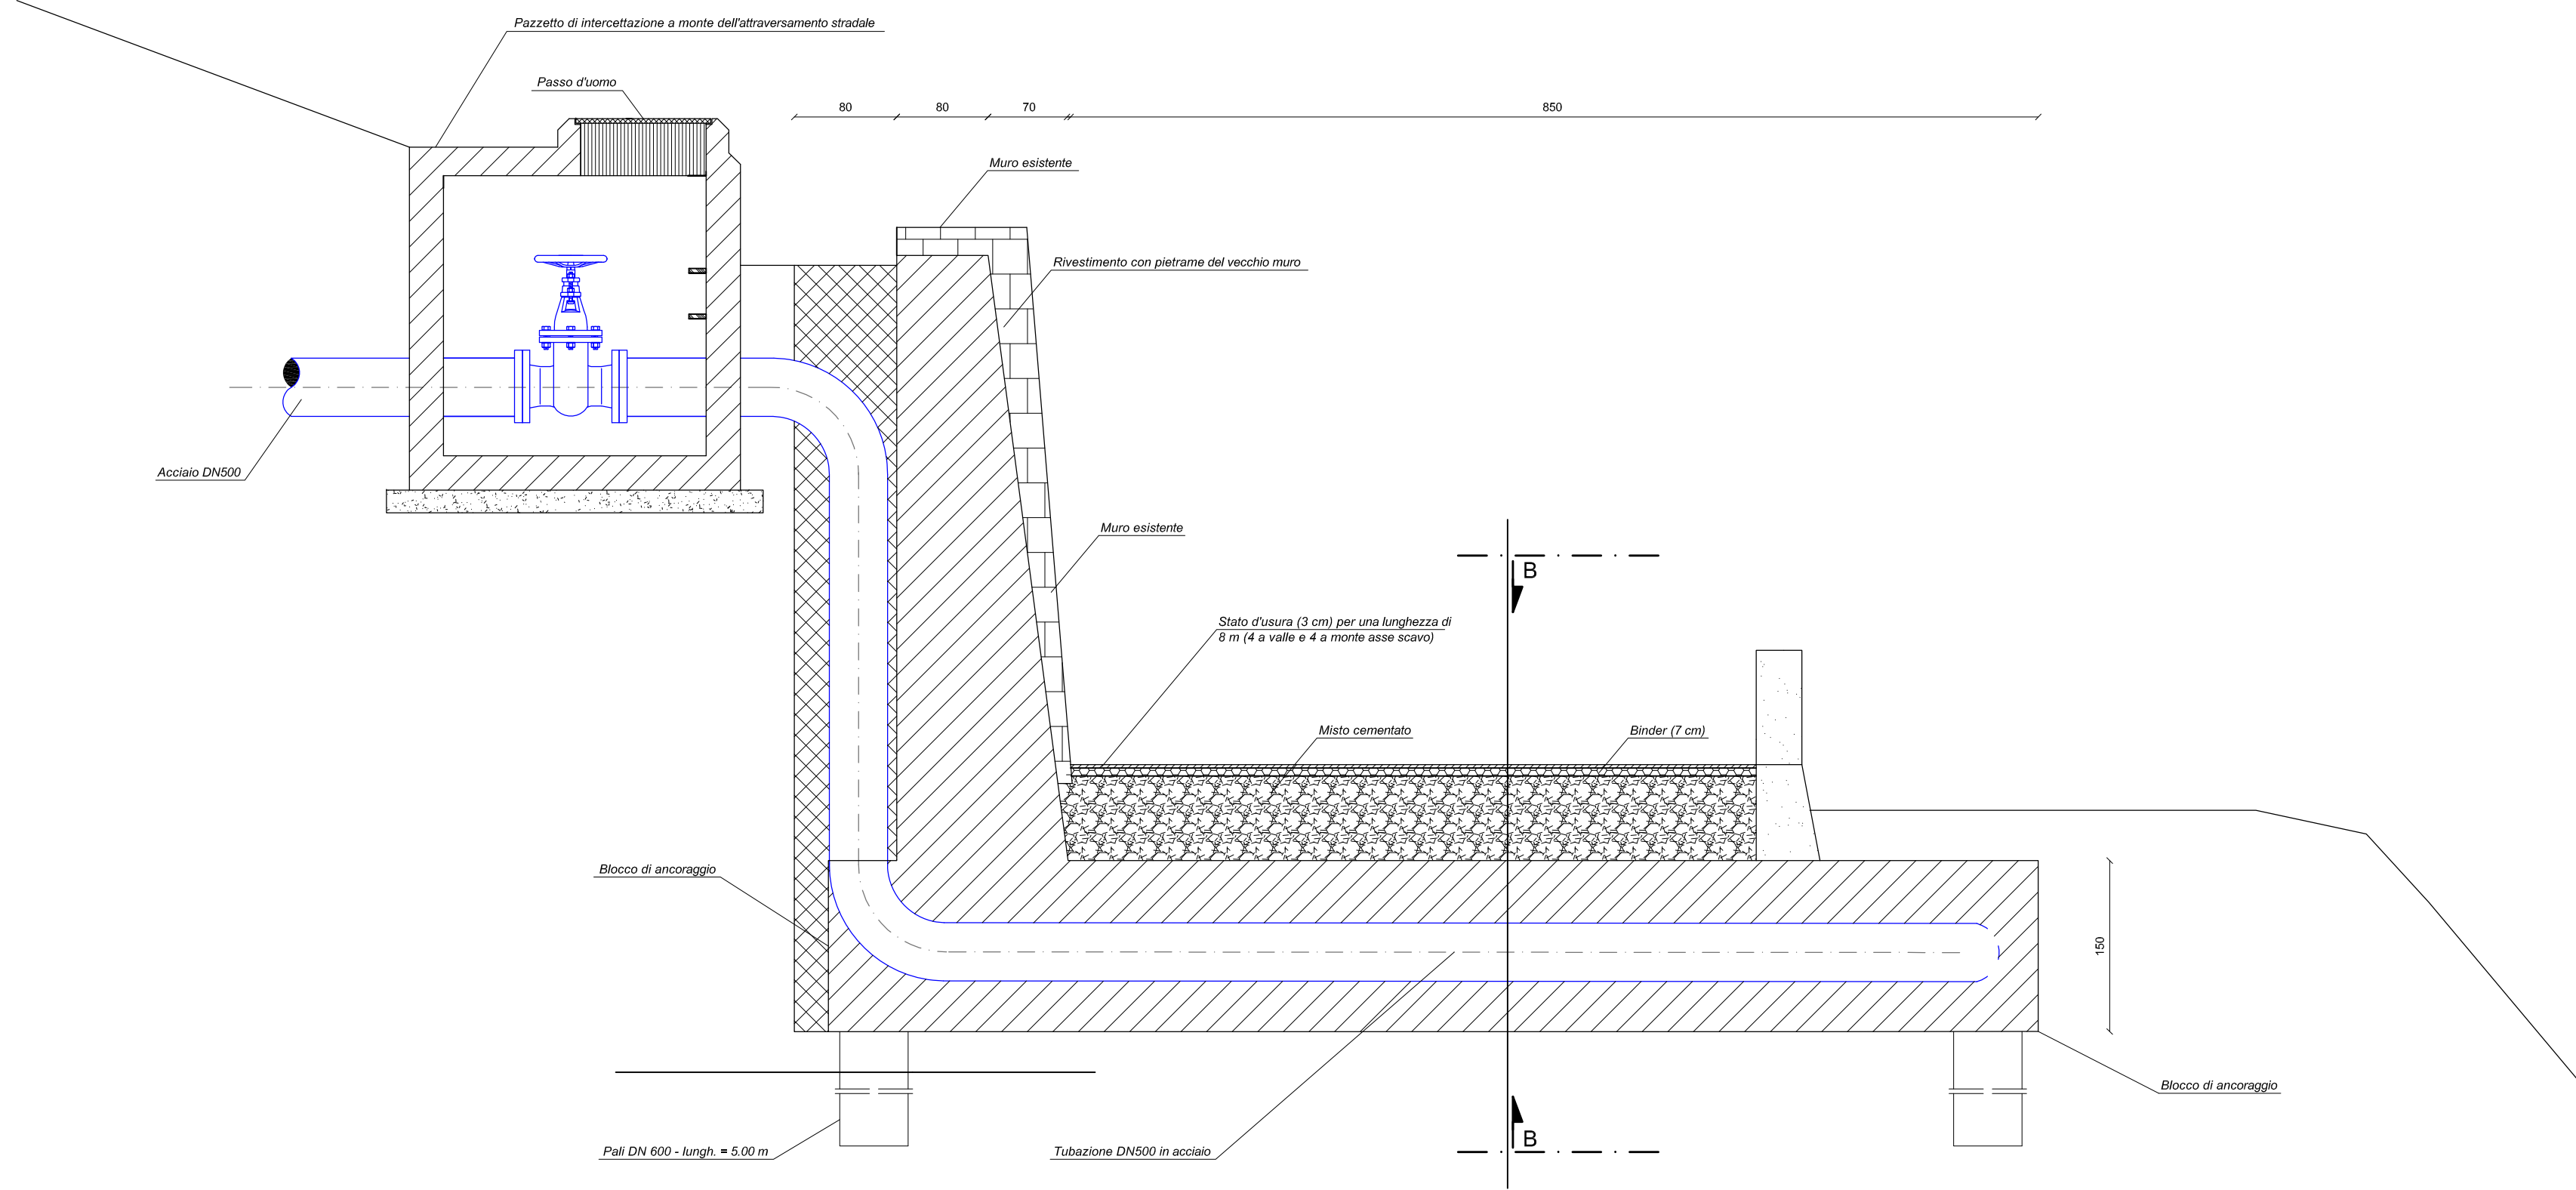 Pazzetto di intercettazione a monte dell'attraversamento stradale
Passo d'uomo
80
80
70
850
Muro esistente
Rivestimento con pietrame del vecchio muro
Acciaio DN500
Muro esistente
B
Stato d'usura (3 cm) per una lunghezza di
8 m (4 a valle e 4 a monte asse scavo)
Misto cementato
Binder (7 cm)
Blocco di ancoraggio
150
Blocco di ancoraggio
B
Pali DN 600 - lungh. = 5.00 m
Tubazione DN500 in acciaio